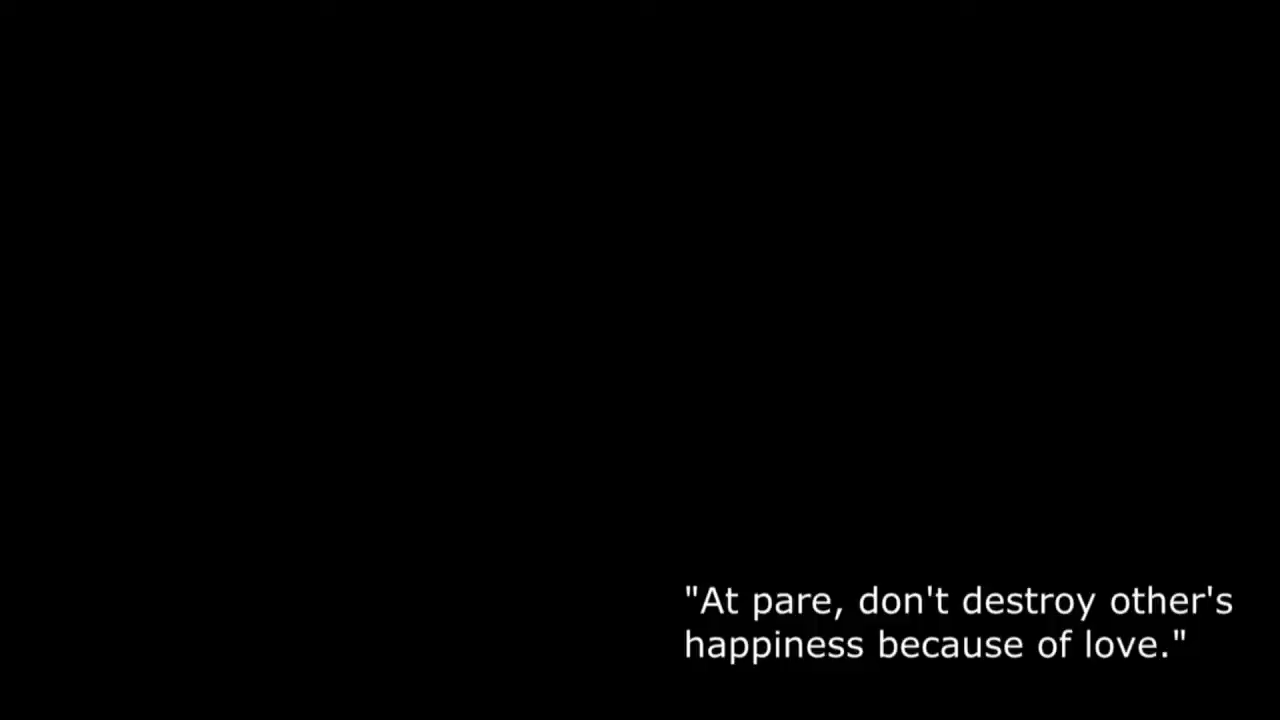 "At pare, don't destroy other's
happiness because of love."